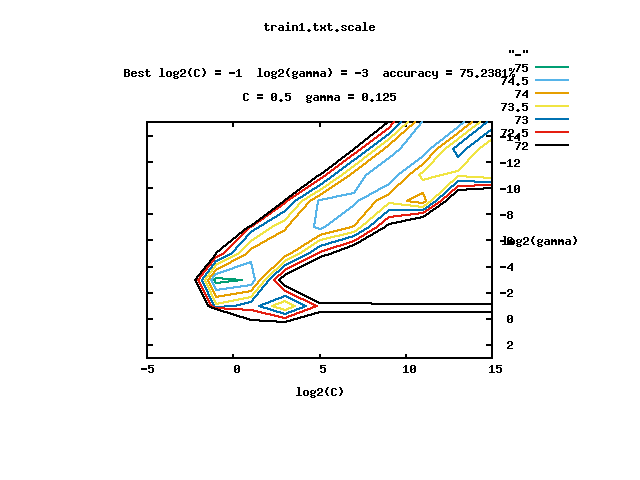 train1.txt.scale
"-"
Best log2(C) = -1 log2(gamma) = -3 accuracy = 75.2381%
75
74.5
C = 0.5 gamma = 0.125
74
73.5
73
72.5
72
-14
-12
-10
-8
-6
log2(gamma)
-4
-2
0
2
-5 0 5 10 15
log2(C)